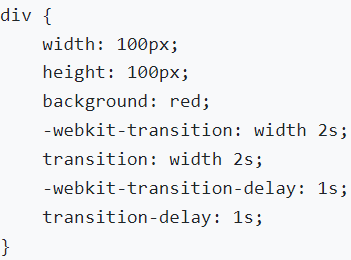 div {
    width: 100px;
    height: 100px;
    background: red;
    -webkit-transition: width 2s;
    transition: width 2s;
    -webkit-transition-delay: 1s;
    transition-delay: 1s;
}